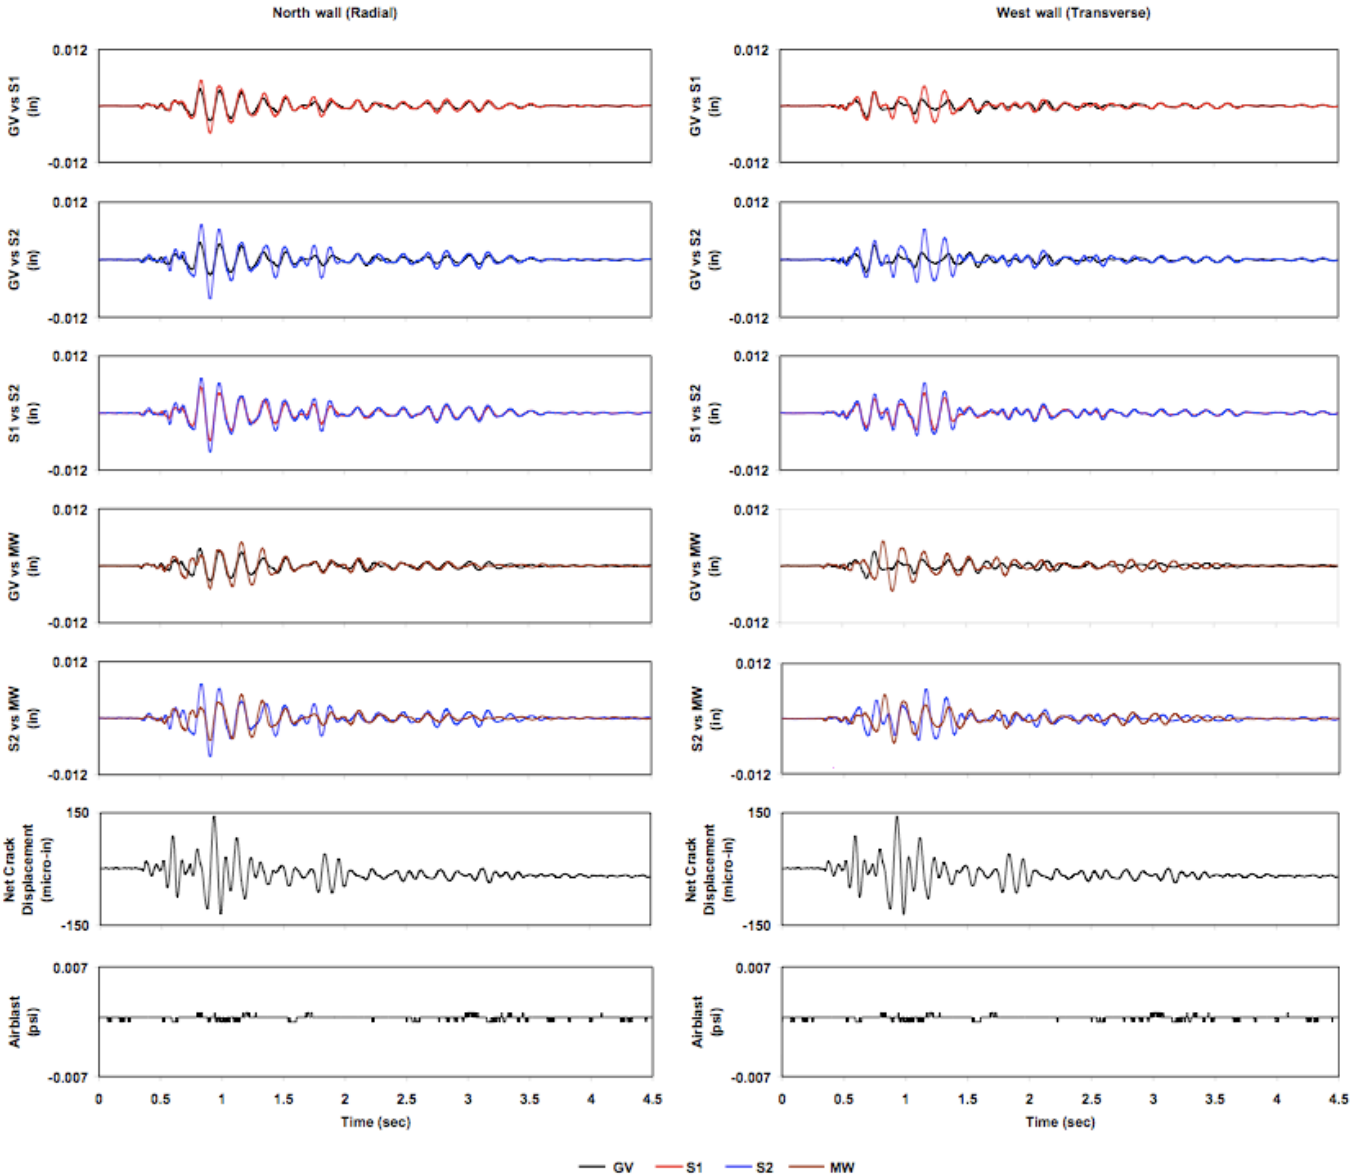 North wall (Radial)
West wall (Transverse)
0.012
GV vs S1
(in)
-0.012
0.012
GV vs S1
(in)
-0.012
0.012
GV vs S2
(in)
-0.012
0.012
GV vs S2
(in)
-0.012
0.012
S1 vs S2
(in)
-0.012
0.012
S1 vs S2
(in)
-0.012
0.012
GV vs MW
(in)
-0.012
0.012
GV vs MW
(in)
-0.012
0.012
S2 vs MW
(in)
-0.012
0.012
S2 vs MW
(in)
-0.012
150
Net Crack
Displacement
(micro-in)
-150
150
Net Crack
Displacement
(micro-in)
-150
0.007
Airblast
(psi)
-0.007
0.007
Airblast
(psi)
-0.007
0 0.5 1 1.5 2 2.5 3 3.5 4 4.5
0 0.5 1 1.5 2 2.5 3 3.5 4 4.5
Time (sec)
Time (sec)
GV S1 S2 MW